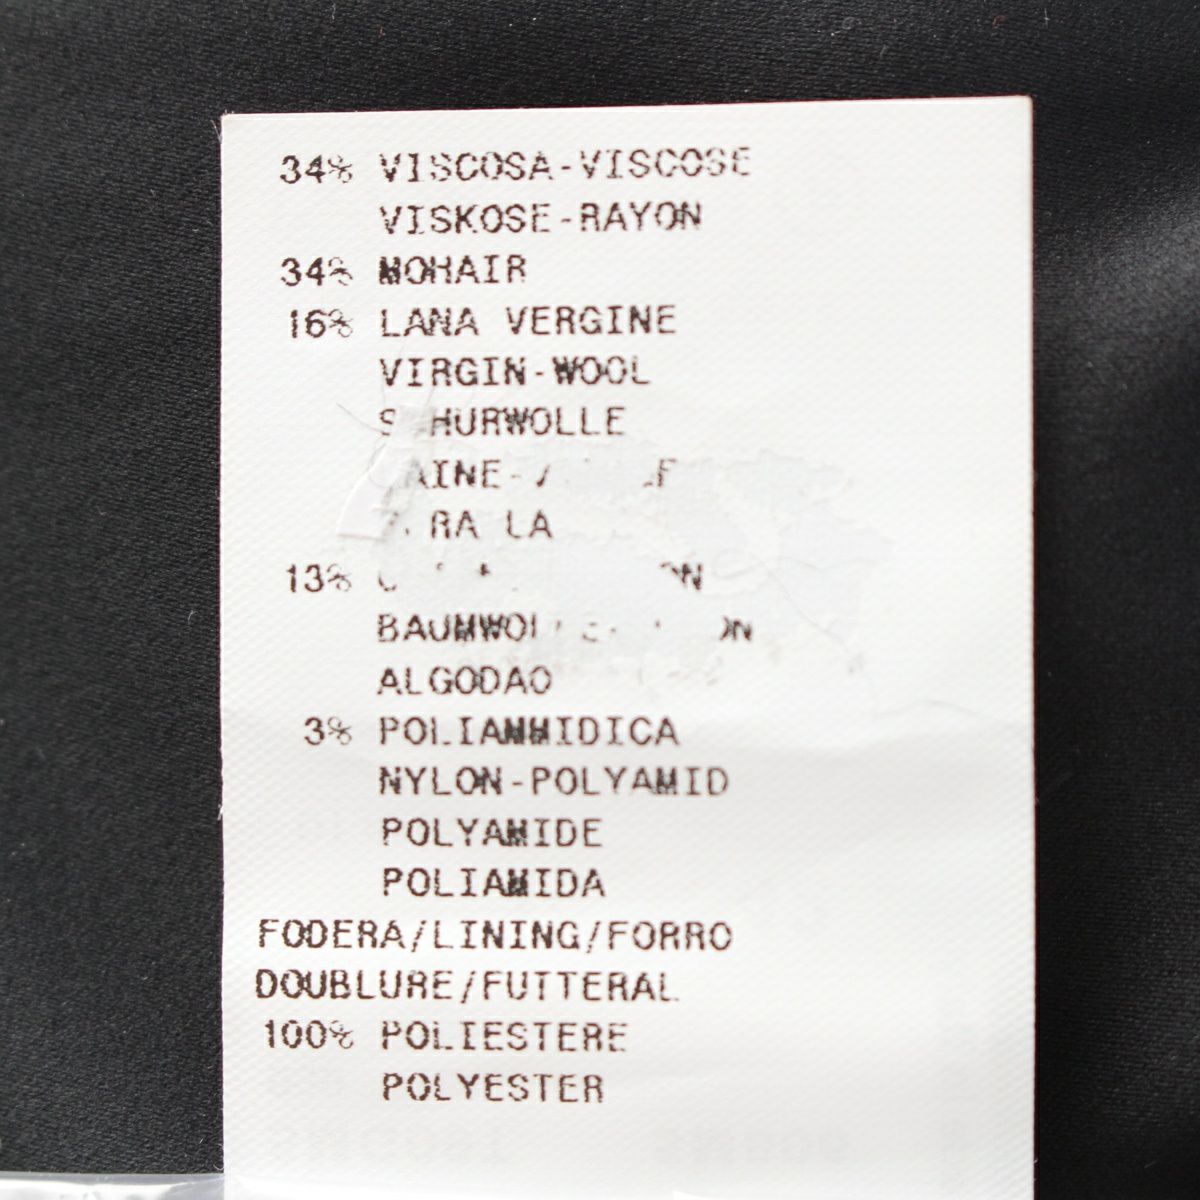 34% VISCOSA-VISCOSE
VISKOSE-RAYON
34% MOHAIR
16% LANA VERGINE
VIRGIN-WOOL
LA
13%
ALGODAO
3% POLIAMMIDICA
NYLON-POLYAMID
POLYAMIDE
POLIAMIDA
FODERA/LINING/FORRO
DOUBLURE/FUTTERAL
100% POLIESTERE
POLYESTER